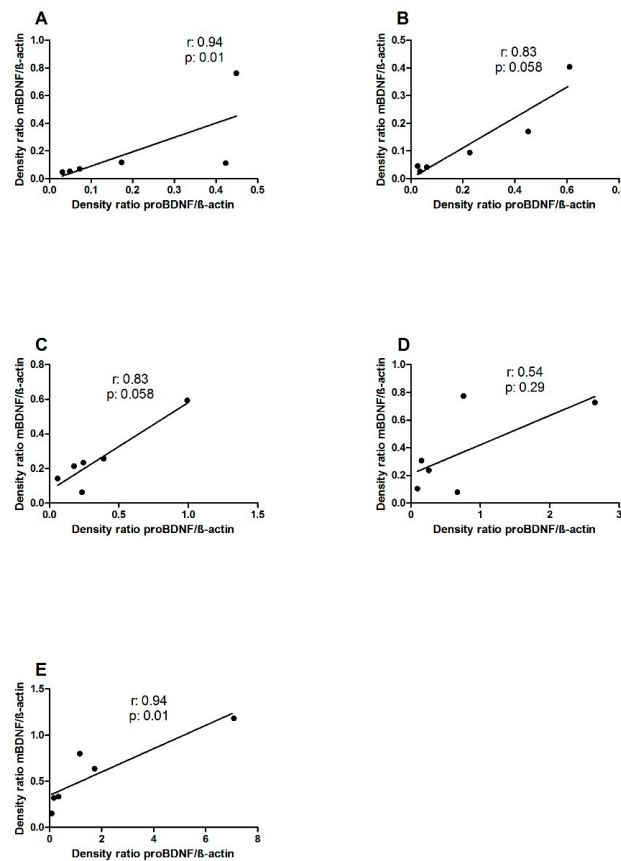 A
r: 0.94
p: 0.01
Density ratio mBDNF/ß-actin
1.0
0.8
0.6
0.4
0.2
0.0
0.0 0.1 0.2 0.3 0.4 0.5
Density ratio proBDNF/ß-actin
B
r: 0.83
p: 0.058
Density ratio mBDNF/ß-actin
0.5
0.4
0.3
0.2
0.1
0.0
0.0 0.2 0.4 0.6 0.8
Density ratio proBDNF/ß-actin
C
r: 0.83
p: 0.058
Density ratio mBDNF/ß-actin
0.8
0.6
0.4
0.2
0.0
0.0 0.5 1.0 1.5
Density ratio proBDNF/ß-actin
D
r: 0.54
p: 0.29
Density ratio mBDNF/ß-actin
1.0
0.8
0.6
0.4
0.2
0.0
0 1 2 3
Density ratio proBDNF/ß-actin
E
r: 0.94
p: 0.01
Density ratio mBDNF/ß-actin
1.5
1.0
0.5
0.0
0 2 4 6 8
Density ratio proBDNF/ß-actin